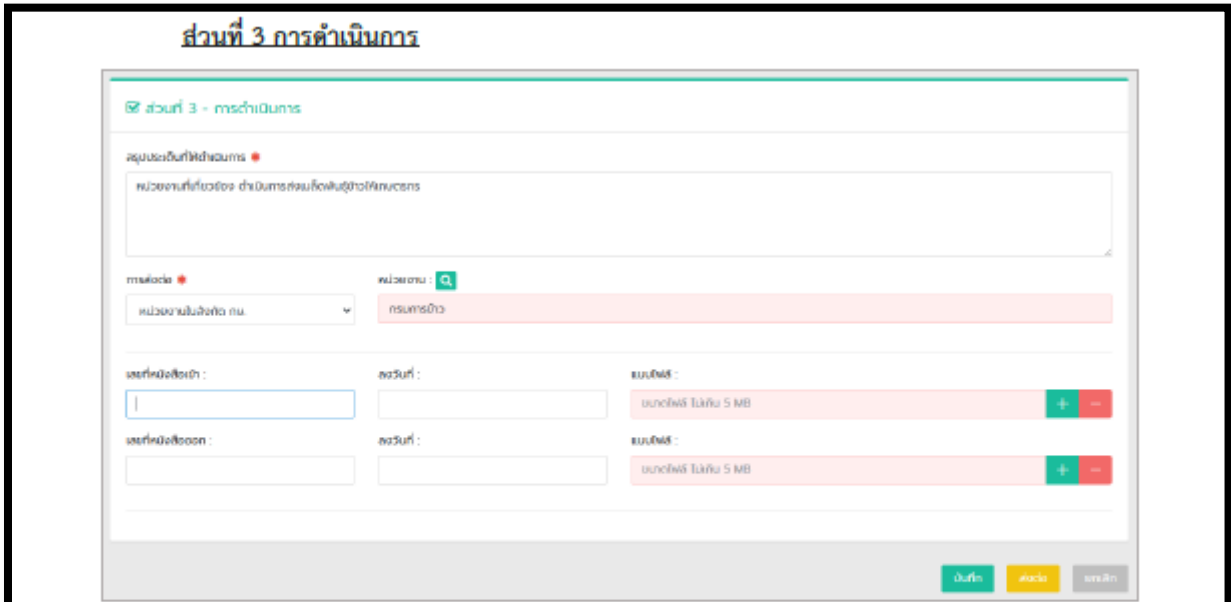 ส่วนที่ 3 การดำเนินการ
ส่วนที่ 3 - การดำเนินการ
สรุปประเด็นที่ให้ดำเนินการ *
หน่วยงานที่เกี่ยวข้อง ดำเนินการส่งเมล็ดพันธุ์ข้าวให้เกษตรกร
การส่งต่อ * หน่วยงาน :
หน่วยงานในสังกัด กษ. กรมการข้าว
เลขที่หนังสือเข้า : ลงวันที่ : แนบไฟล์ :
ขนาดไฟล์ ไม่เกิน 5 MB + -
เลขที่หนังสือออก : ลงวันที่ : แนบไฟล์ :
ขนาดไฟล์ ไม่เกิน 5 MB + -
บันทึก ส่งต่อ ยกเลิก